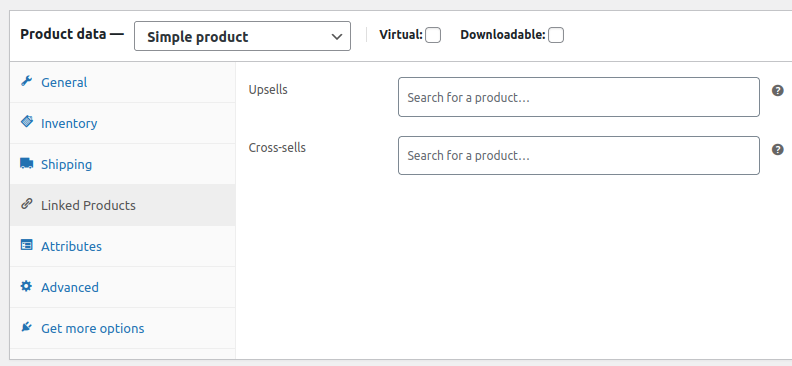 Product data — Simple product Virtual: Downloadable:
General
Inventory
Shipping
Linked Products
Attributes
Advanced
Get more options
Upsells Search for a product… ?
Cross-sells Search for a product… ?